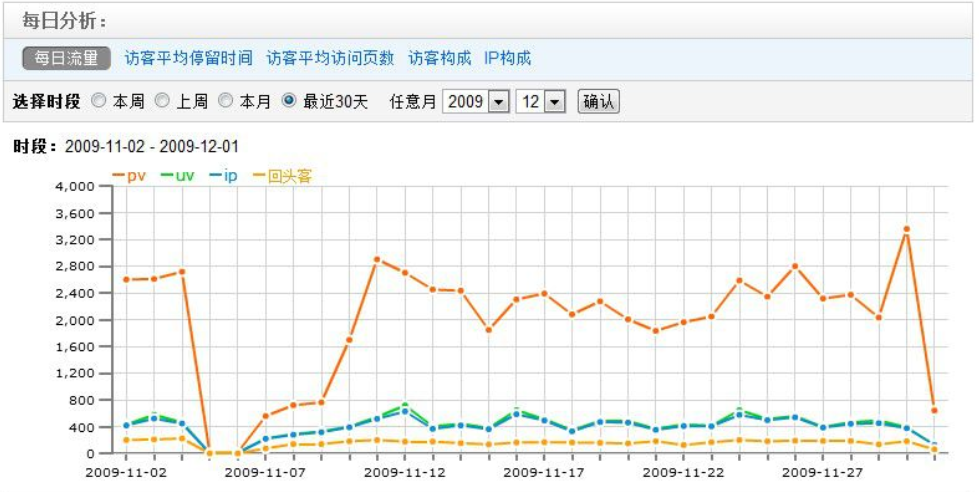 每日分析：
每日流量 访客平均停留时间 访客平均访问页数 访客构成 IP构成
选择时段 本周 上周 本月 最近30天 任意月 2009 12 确认
时段：2009-11-02 - 2009-12-01
pv uv ip 回头客
4,000
3,600
3,200
2,800
2,400
2,000
1,600
1,200
800
400
0
2009-11-02 2009-11-07 2009-11-12 2009-11-17 2009-11-22 2009-11-27